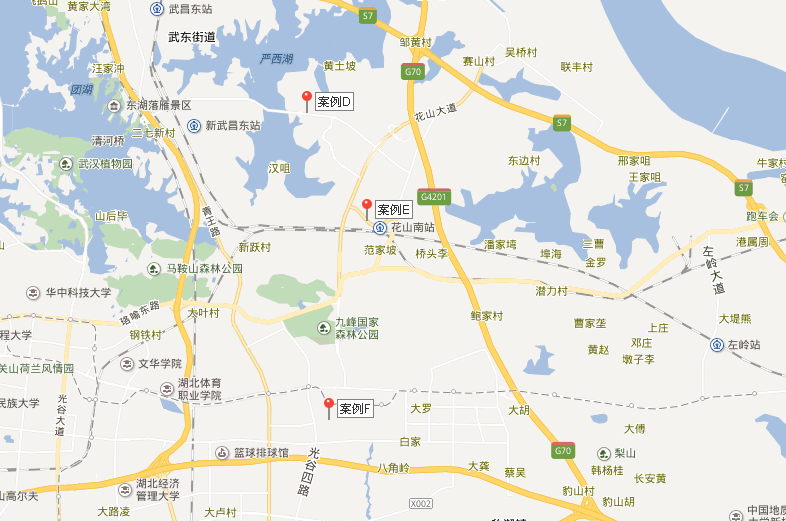 黄家大湾
武昌东站
武东街道
S7
邹黄村
吴桥村
赛山村
联丰村
严西湖
黄土坡
汪家冲
G70
团湖
东湖落雁景区
案例D
花山大道
新武昌东站
S7
二七新村
清河桥
武汉植物园
汉咀
东边村
邢家咀
王家咀
牛家村
G4201
S7
案例E
山后毕
青王路
花山南站
跑车会
新跃村
范家坡
桥头李
潘家塆
三曹
埠海
金罗
港属周
左岭大道
马鞍山森林公园
华中科技大学
潜力村
珞喻东路
大叶村
九峰国家
森林公园
鲍家村
曹家垄
上庄
大堤熊
程大学
钢铁村
邓庄
左岭站
黄赵
墩子李
文华学院
关山荷兰风情园
湖北体育
职业学院
民族大学
光谷大道
案例F
大罗
大胡
大傅
白家
光谷四路
篮球排球馆
G70
梨山
八角岭
大龚
蔡吴
韩杨桂
长安黄
湖北经济
管理大学
山高尔夫
豹山村
豹山胡
X002
大路凌
大卢村
中国地质